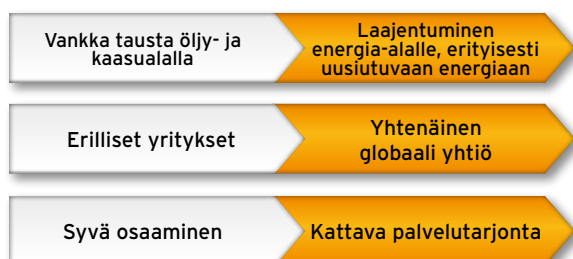 Vankka tausta öljy- ja
kaasualalla
Laajentuminen
energia-alalle, erityisesti
uusiutuvaan energiaan
Erilliset yritykset
Yhtenäinen
globaali yhtiö
Syvä osaaminen
Kattava palvelutarjonta